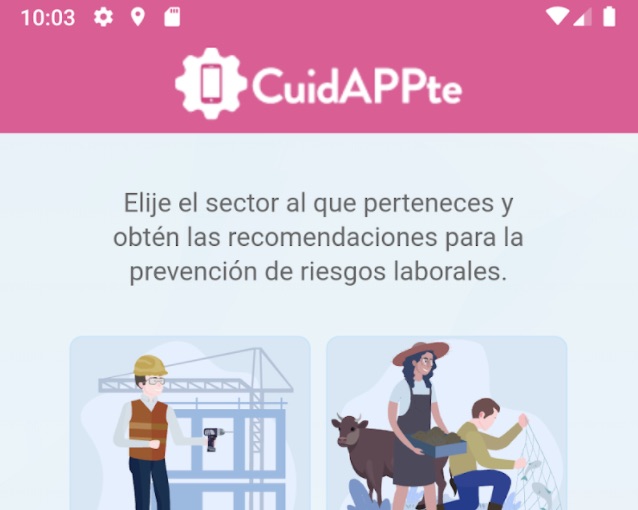 10:03
CuidAPPte
Elije el sector al que perteneces y
obtén las recomendaciones para la
prevención de riesgos laborales.